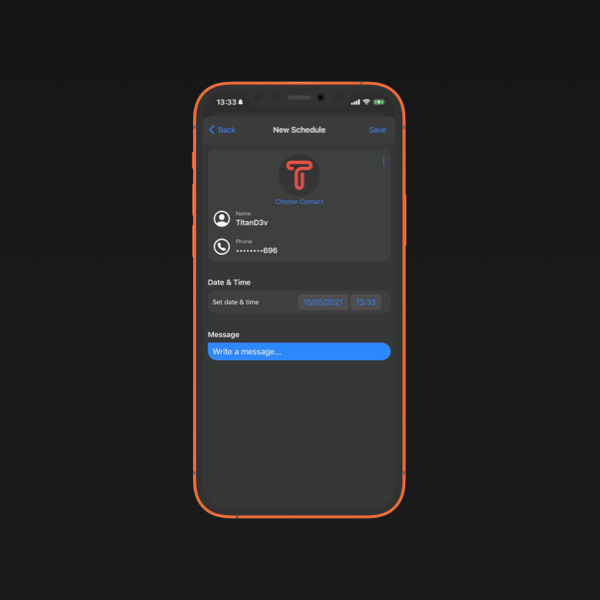 13:33
Back New Schedule Save
Choose Contact
Name
TitanD3v
Phone
••••••••696
Date & Time
Set date & time 15/05/2021 13:33
Message
Write a message...